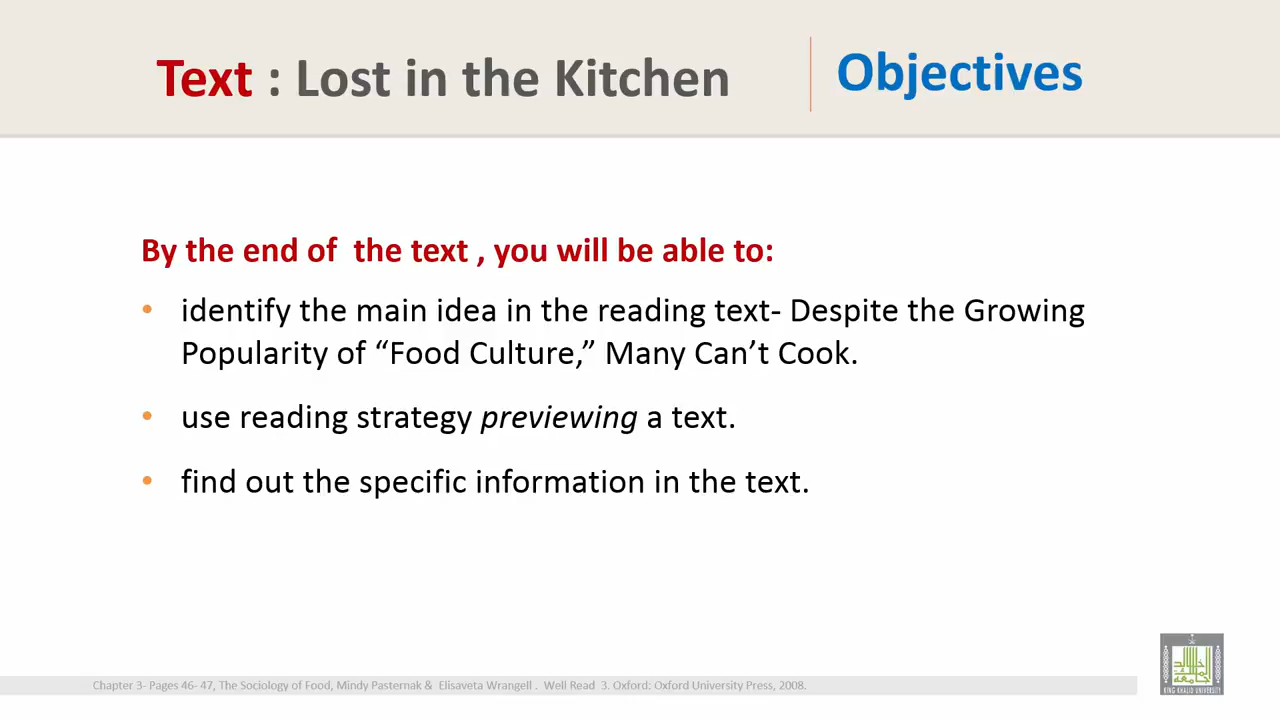 Text : Lost in the Kitchen
Objectives
By the end of  the text , you will be able to:
• identify the main idea in the reading text- Despite the Growing
Popularity of “Food Culture,” Many Can’t Cook.
• use reading strategy previewing a text.
• find out the specific information in the text.
Chapter 3- Pages 46- 47, The Sociology of Food, Mindy Pasternak &  Elisaveta Wrangell .  Well Read  3. Oxford: Oxford University Press, 2008.
KING KHALID UNIVERSITY